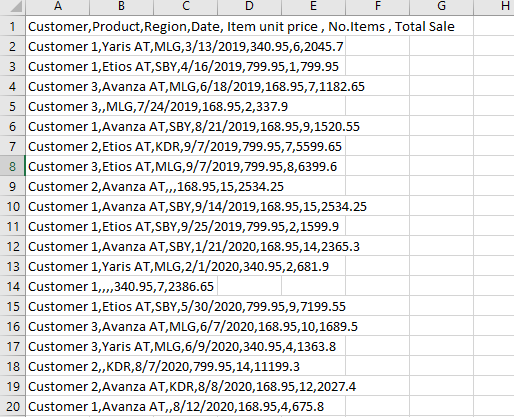 A B C D E F G H
1 Customer,Product,Region,Date, Item unit price , No.Items , Total Sale
2 Customer 1,Yaris AT,MLG,3/13/2019,340.95,6,2045.7
3 Customer 1,Etios AT,SBY,4/16/2019,799.95,1,799.95
4 Customer 3,Avanza AT,MLG,6/18/2019,168.95,7,1182.65
5 Customer 3,,MLG,7/24/2019,168.95,2,337.9
6 Customer 1,Avanza AT,SBY,8/21/2019,168.95,9,1520.55
7 Customer 2,Etios AT,KDR,9/7/2019,799.95,7,5599.65
8 Customer 3,Etios AT,MLG,9/7/2019,799.95,8,6399.6
9 Customer 2,Avanza AT,,,168.95,15,2534.25
10 Customer 1,Avanza AT,SBY,9/14/2019,168.95,15,2534.25
11 Customer 1,Etios AT,SBY,9/25/2019,799.95,2,1599.9
12 Customer 1,Avanza AT,SBY,1/21/2020,168.95,14,2365.3
13 Customer 1,Yaris AT,MLG,2/1/2020,340.95,2,681.9
14 Customer 1,,,,340.95,7,2386.65
15 Customer 1,Etios AT,SBY,5/30/2020,799.95,9,7199.55
16 Customer 3,Avanza AT,MLG,6/7/2020,168.95,10,1689.5
17 Customer 3,Yaris AT,MLG,6/9/2020,340.95,4,1363.8
18 Customer 2,,KDR,8/7/2020,799.95,14,11199.3
19 Customer 2,Avanza AT,KDR,8/8/2020,168.95,12,2027.4
20 Customer 1,Avanza AT,,8/12/2020,168.95,4,675.8